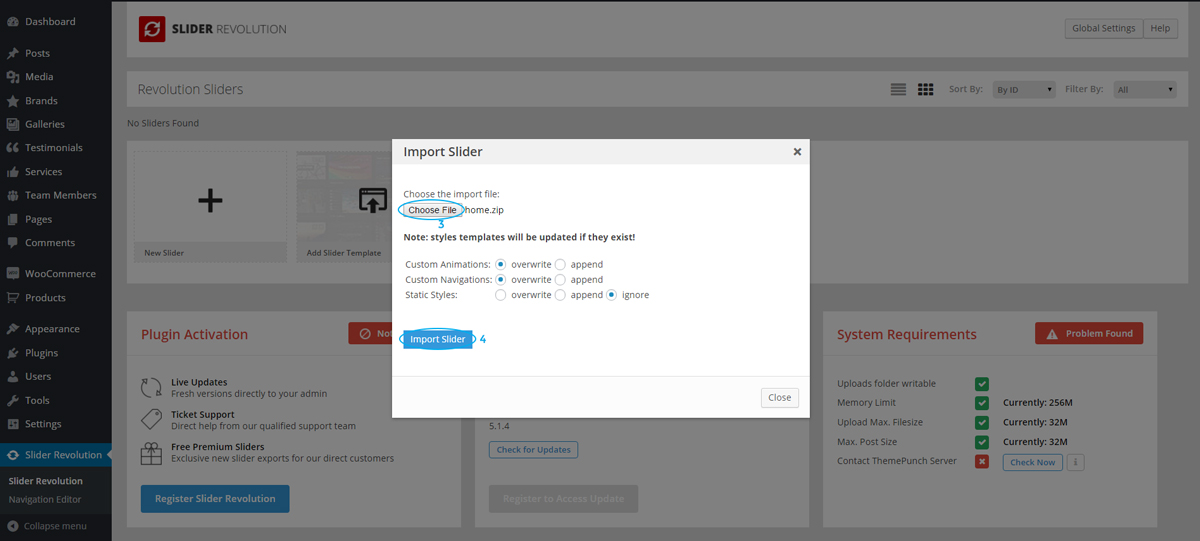 Dashboard
Posts
Media
Brands
Galleries
Testimonials
Services
Team Members
Pages
Comments
WooCommerce
Products
Appearance
Plugins
Users
Tools
Settings
Slider Revolution
Slider Revolution
Navigation Editor
Collapse menu
SLIDER REVOLUTION
Global Settings Help
Revolution Sliders
Sort By: By ID Filter By: All
No Sliders Found
New Slider
Add Slider Template
Import Slider
Choose the import file:
Choose File home.zip
3
Note: styles templates will be updated if they exist!
Custom Animations: overwrite append
Custom Navigations: overwrite append
Static Styles: overwrite append ignore
Import Slider 4
Close
Plugin Activation
Live Updates
Fresh versions directly to your admin
Ticket Support
Direct help from our qualified support team
Free Premium Sliders
Exclusive new slider exports for our direct customers
Register Slider Revolution
5.1.4
Check for Updates
Register to Access Update
System Requirements Problem Found
Uploads folder writable
Memory Limit Currently: 256M
Upload Max. Filesize Currently: 32M
Max. Post Size Currently: 32M
Contact ThemePunch Server Check Now